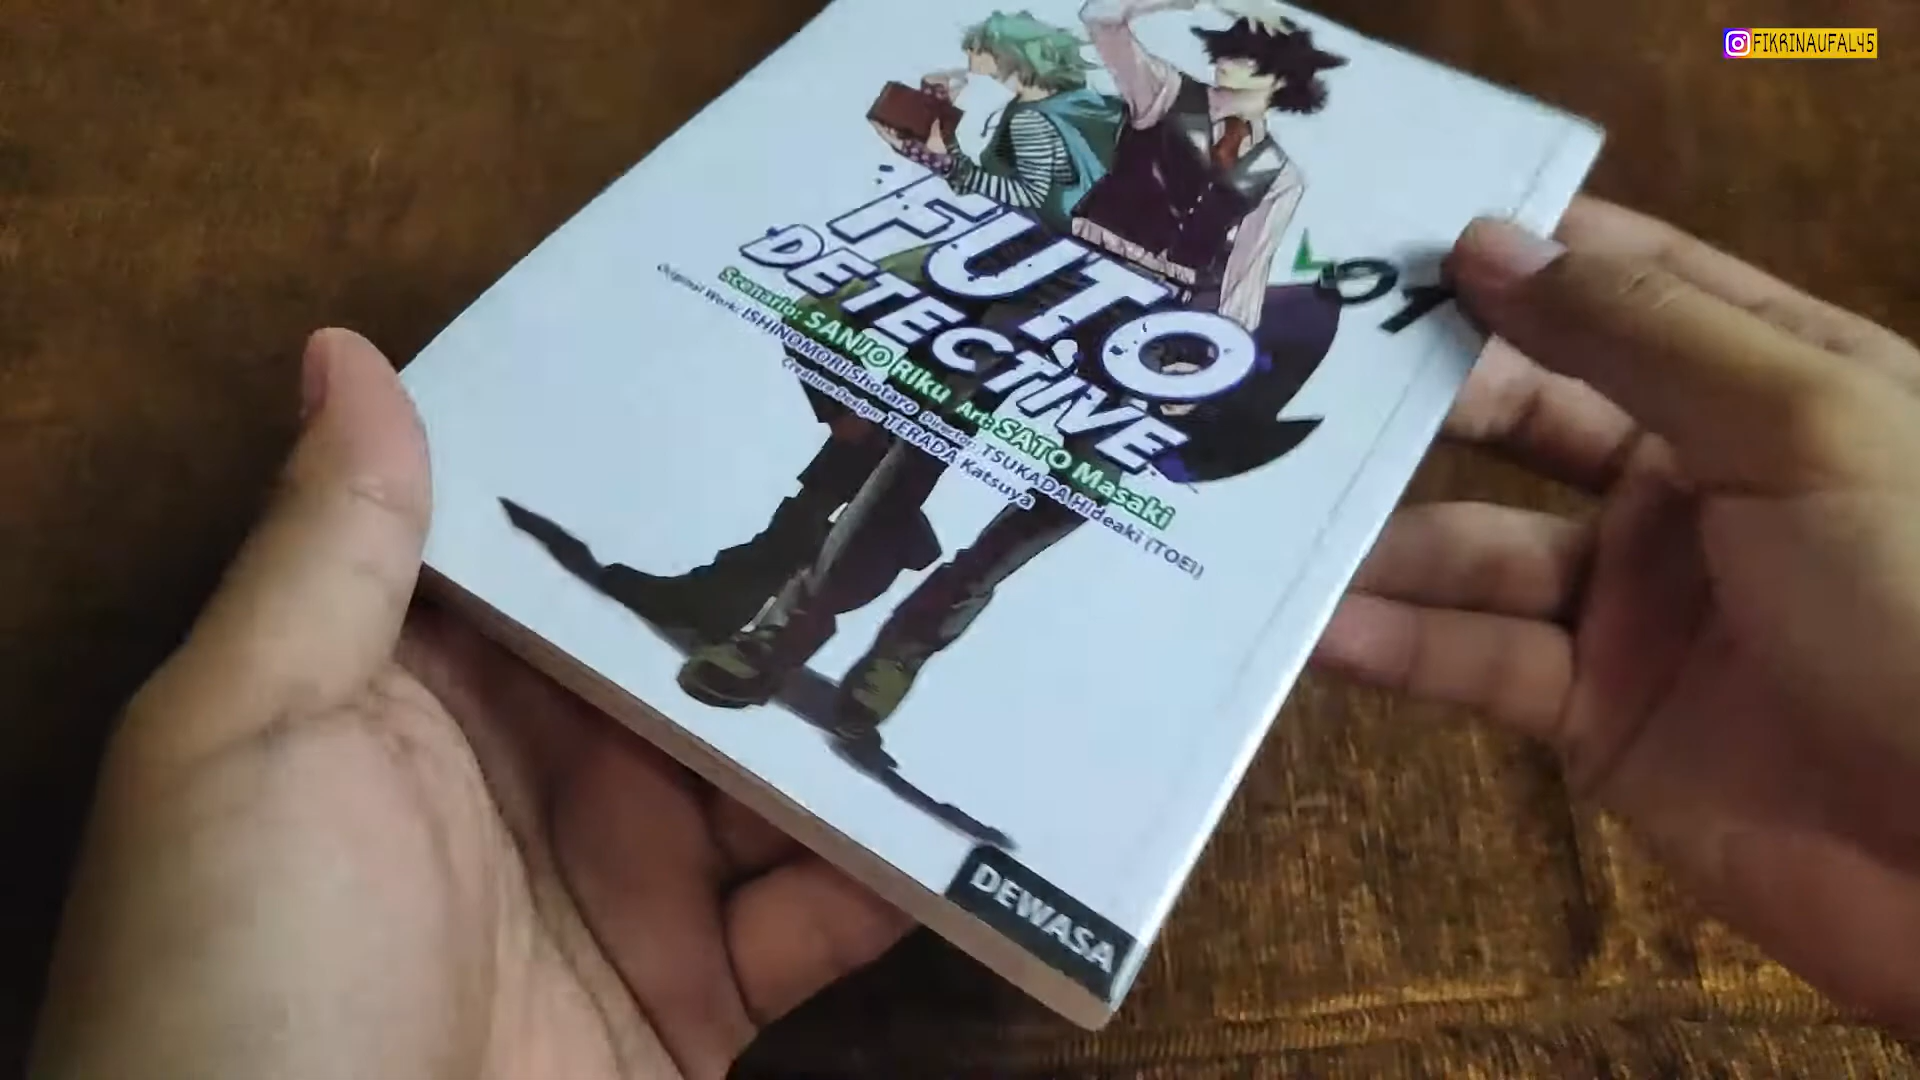 FIKRINAUFAL45
01
FUTO
DETECTIVE
Scenario: SANJO Riku Art: SATO Masaki
Original Work: ISHINOMORI Shotaro Director: TSUKADA Hideaki (TOEI)
Creature Design: TERADA Katsuya
DEWASA